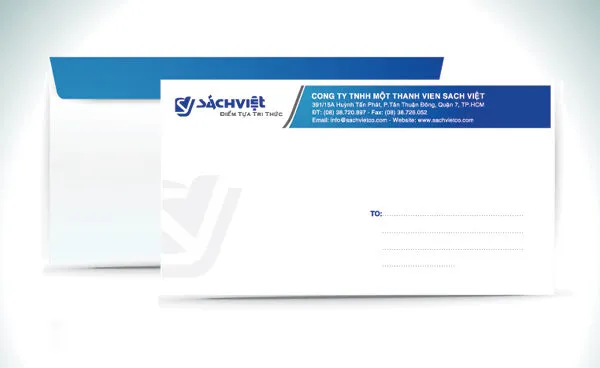 SÁCHVIỆT
ĐIỂM TỰA TRI THỨC
CÔNG TY TNHH MỘT THANH VIEN SACH VIỆT
391/15A Huỳnh Tấn Phát, P.Tân Thuận Đông, Quận 7, TP.HCM
ĐT: (08) 38.720.897 - Fax: (08) 38.726.052
Email: info@sachvietco.com - Website: www.sachvietco.com
TO: